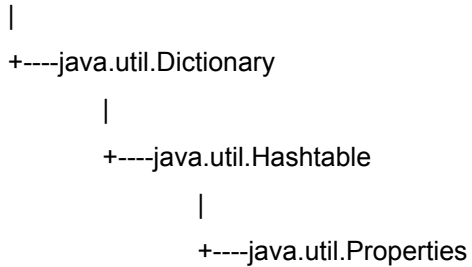 |
+----java.util.Dictionary
|
+----java.util.Hashtable
|
+----java.util.Properties